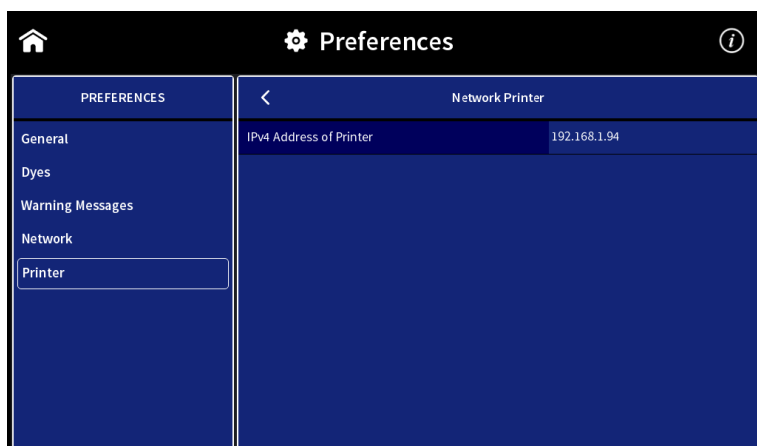 Preferences
PREFERENCES
General
Dyes
Warning Messages
Network
Printer
Network Printer
IPv4 Address of Printer 192.168.1.94